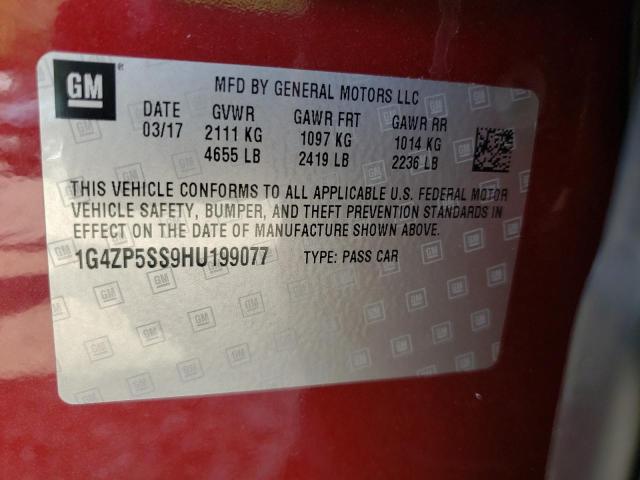 GM
MFD BY GENERAL MOTORS LLC
DATE GVWR GAWR FRT GAWR RR
03/17 2111 KG 1097 KG 1014 KG
4655 LB 2419 LB 2236 LB
THIS VEHICLE CONFORMS TO ALL APPLICABLE U.S. FEDERAL MOTOR
VEHICLE SAFETY, BUMPER, AND THEFT PREVENTION STANDARDS IN
EFFECT ON THE DATE OF MANUFACTURE SHOWN ABOVE.
1G4ZP5SS9HU199077 TYPE: PASS CAR